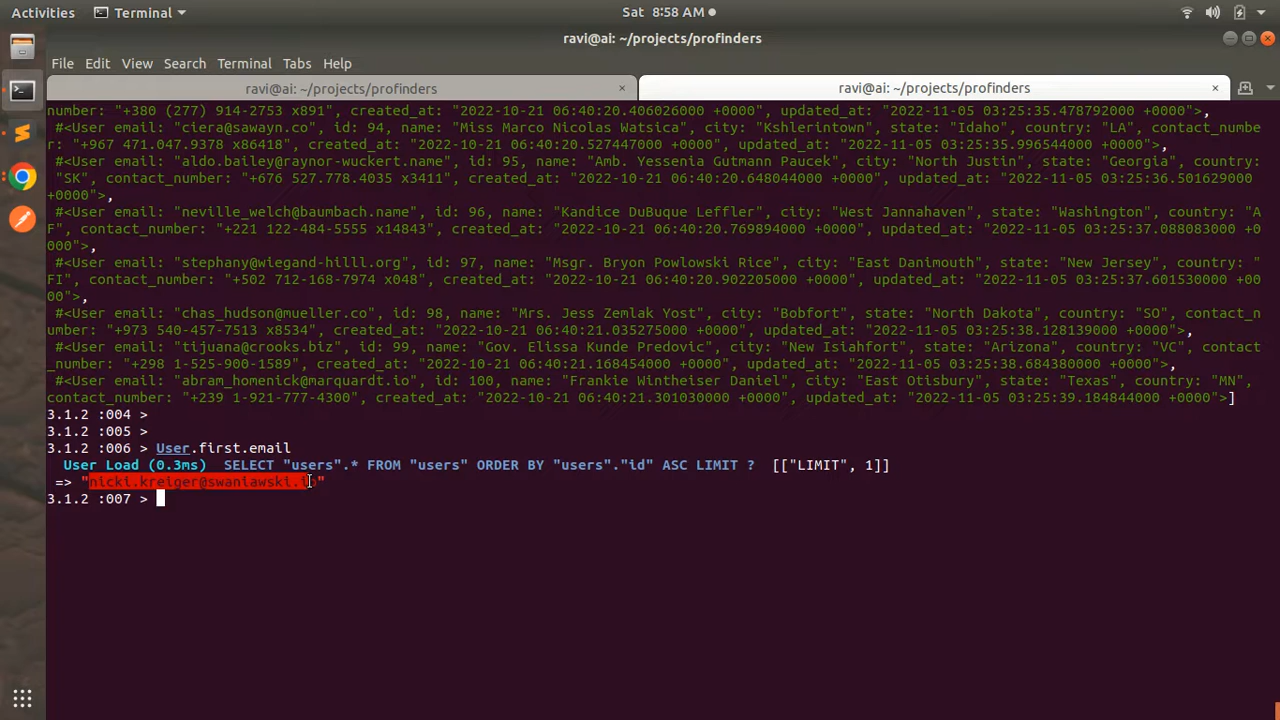 Activities Terminal Sat 8:58 AM
ravi@ai: ~/projects/profinders
File Edit View Search Terminal Tabs Help
ravi@ai: ~/projects/profinders × ravi@ai: ~/projects/profinders ×
number: "+380 (277) 914-2753 x891", created_at: "2022-10-21 06:40:20.406026000 +0000", updated_at: "2022-11-05 03:25:35.478792000 +0000">,
#<User email: "ciera@sawayn.co", id: 94, name: "Miss Marco Nicolas Watsica", city: "Kshlerintown", state: "Idaho", country: "LA", contact_numbe
r: "+967 471.047.9378 x86418", created_at: "2022-10-21 06:40:20.527447000 +0000", updated_at: "2022-11-05 03:25:35.996544000 +0000">,
#<User email: "aldo.bailey@raynor-wuckert.name", id: 95, name: "Amb. Yessenia Gutmann Paucek", city: "North Justin", state: "Georgia", country:
"SK", contact_number: "+676 527.778.4035 x3411", created_at: "2022-10-21 06:40:20.648044000 +0000", updated_at: "2022-11-05 03:25:36.501629000
+0000">,
#<User email: "neville_welch@baumbach.name", id: 96, name: "Kandice DuBuque Leffler", city: "West Jannahaven", state: "Washington", country: "A
F", contact_number: "+221 122-484-5555 x14843", created_at: "2022-10-21 06:40:20.769894000 +0000", updated_at: "2022-11-05 03:25:37.088083000 +0
000">,
#<User email: "stephany@wiegand-hilll.org", id: 97, name: "Msgr. Bryon Powlowski Rice", city: "East Danimouth", state: "New Jersey", country: "
FI", contact_number: "+502 712-168-7974 x048", created_at: "2022-10-21 06:40:20.902205000 +0000", updated_at: "2022-11-05 03:25:37.601530000 +00
00">,
#<User email: "chas_hudson@mueller.co", id: 98, name: "Mrs. Jess Zemlak Yost", city: "Bobfort", state: "North Dakota", country: "SO", contact_n
umber: "+973 540-457-7513 x8534", created_at: "2022-10-21 06:40:21.035275000 +0000", updated_at: "2022-11-05 03:25:38.128139000 +0000">,
#<User email: "tijuana@crooks.biz", id: 99, name: "Gov. Elissa Kunde Predovic", city: "New Isiahfort", state: "Arizona", country: "VC", contact
_number: "+298 1-525-900-1589", created_at: "2022-10-21 06:40:21.168454000 +0000", updated_at: "2022-11-05 03:25:38.684380000 +0000">,
#<User email: "abram_homenick@marquardt.io", id: 100, name: "Frankie Wintheiser Daniel", city: "East Otisbury", state: "Texas", country: "MN",
contact_number: "+239 1-921-777-4300", created_at: "2022-10-21 06:40:21.301030000 +0000", updated_at: "2022-11-05 03:25:39.184844000 +0000">]
3.1.2 :004 >
3.1.2 :005 >
3.1.2 :006 > User.first.email
User Load (0.3ms) SELECT "users".* FROM "users" ORDER BY "users"."id" ASC LIMIT ? [["LIMIT", 1]]
=> "nicki.kreiger@swaniawski.io"
3.1.2 :007 >